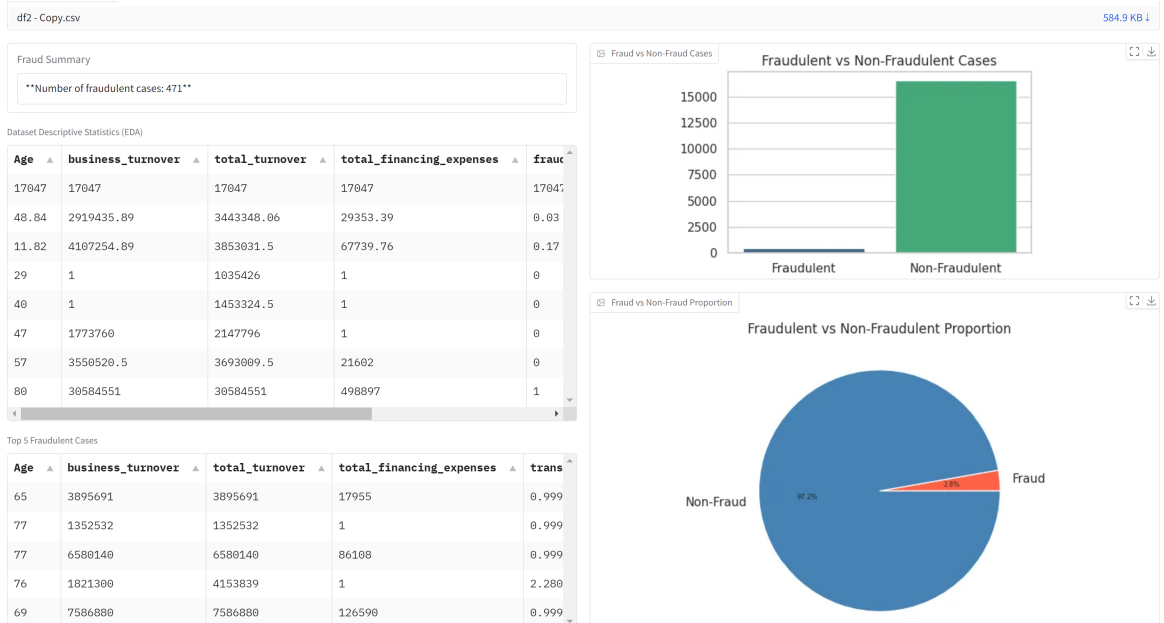 df2 - Copy.csv 584.9 KB ↓
Fraud Summary
**Number of fraudulent cases: 471**
Dataset Descriptive Statistics (EDA)
Age business_turnover total_turnover total_financing_expenses fraud
17047 17047 17047 17047 17047
48.84 2919435.89 3443348.06 29353.39 0.03
11.82 4107254.89 3853031.5 67739.76 0.17
29 1 1035426 1 0
40 1 1453324.5 1 0
47 1773760 2147796 1 0
57 3550520.5 3693009.5 21602 0
80 30584551 30584551 498897 1
Top 5 Fraudulent Cases
Age business_turnover total_turnover total_financing_expenses trans
65 3895691 3895691 17955 0.999
77 1352532 1352532 1 0.999
77 6580140 6580140 86108 0.999
76 1821300 4153839 1 2.280
69 7586880 7586880 126590 0.999
Fraud vs Non-Fraud Cases
Fraudulent vs Non-Fraudulent Cases
15000
12500
10000
7500
5000
2500
0
Fraudulent Non-Fraudulent
Fraud vs Non-Fraud Proportion
Fraudulent vs Non-Fraudulent Proportion
Fraud
2.8%
97.2%
Non-Fraud